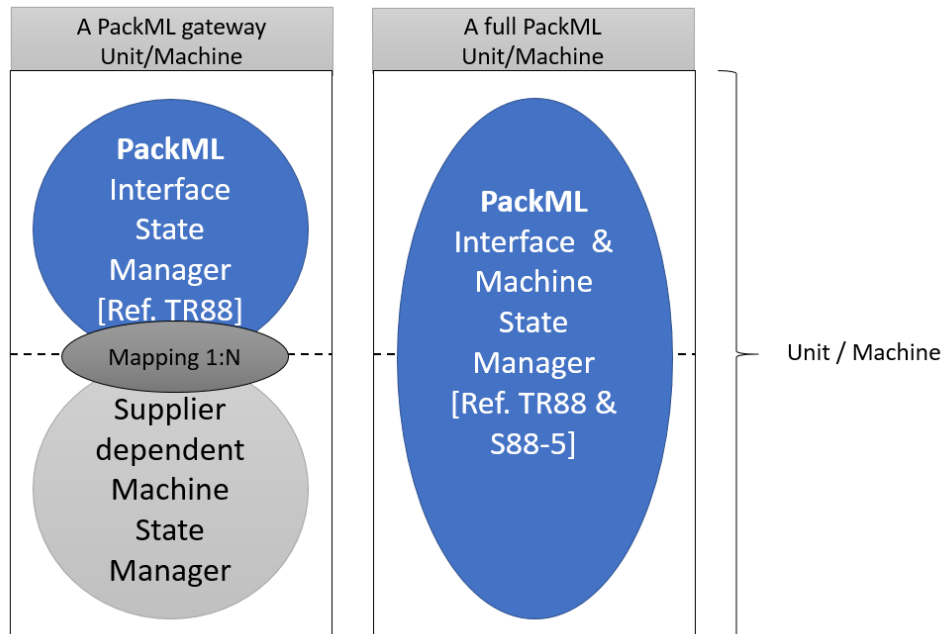 A PackML gateway
Unit/Machine
PackML
Interface
State
Manager
[Ref. TR88]
Mapping 1:N
Supplier
dependent
Machine
State
Manager
A full PackML
Unit/Machine
PackML
Interface &
Machine
State
Manager
[Ref. TR88 &
S88-5]
Unit / Machine